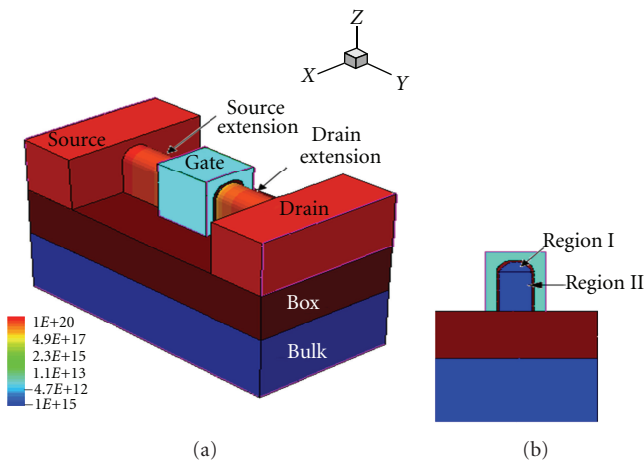 Z
X
Y
Source
extension
Source
Drain
extension
Gate
Drain
Box
Bulk
1E+20
4.9E+17
2.3E+15
1.1E+13
−4.7E+12
−1E+15
(a)
Region I
Region II
(b)